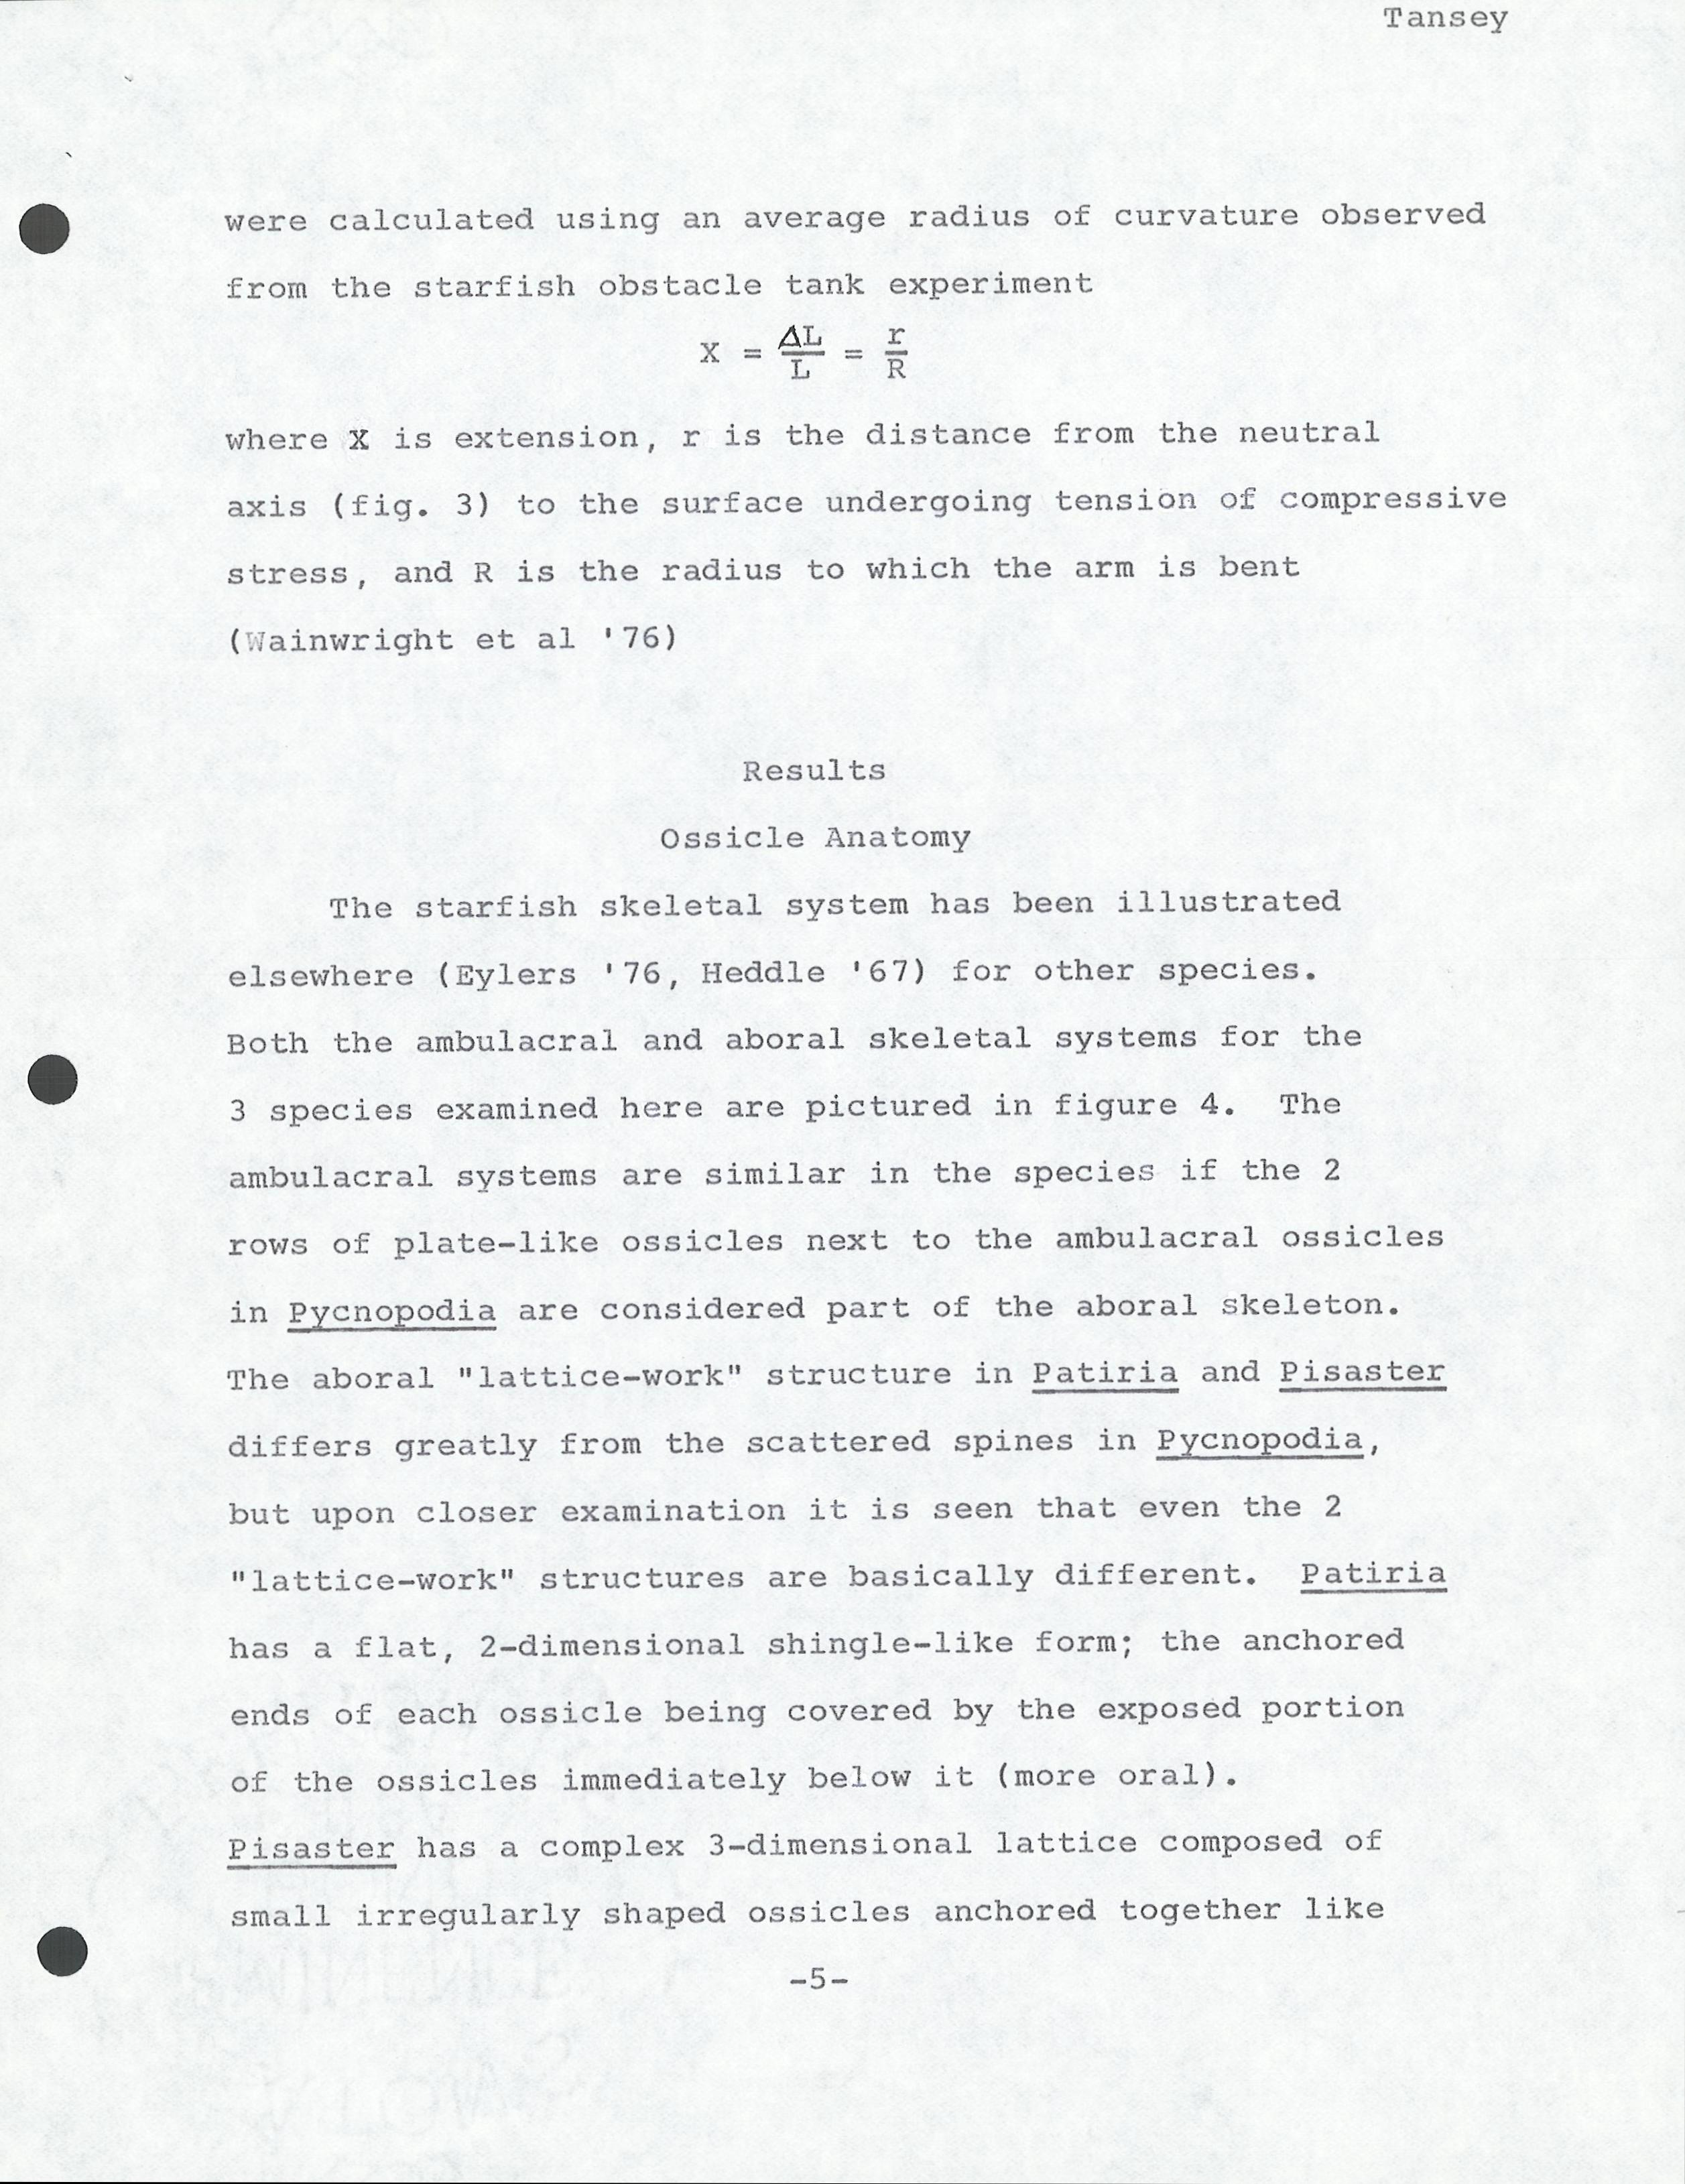 Tansey
were calculated using an average radius of curvature observed
from the starfish obstacle tank experiment
X = ΔL/L = r/R
where X is extension, r is the distance from the neutral
axis (fig. 3) to the surface undergoing tension of compressive
stress, and R is the radius to which the arm is bent
(Wainwright et al '76)
Results
Ossicle Anatomy
The starfish skeletal system has been illustrated
elsewhere (Eylers '76, Heddle '67) for other species.
Both the ambulacral and aboral skeletal systems for the
3 species examined here are pictured in figure 4. The
ambulacral systems are similar in the species if the 2
rows of plate-like ossicles next to the ambulacral ossicles
in Pycnopodia are considered part of the aboral skeleton.
The aboral "lattice-work" structure in Patiria and Pisaster
differs greatly from the scattered spines in Pycnopodia,
but upon closer examination it is seen that even the 2
"lattice-work" structures are basically different. Patiria
has a flat, 2-dimensional shingle-like form; the anchored
ends of each ossicle being covered by the exposed portion
of the ossicles immediately below it (more oral).
Pisaster has a complex 3-dimensional lattice composed of
small irregularly shaped ossicles anchored together like
-5-